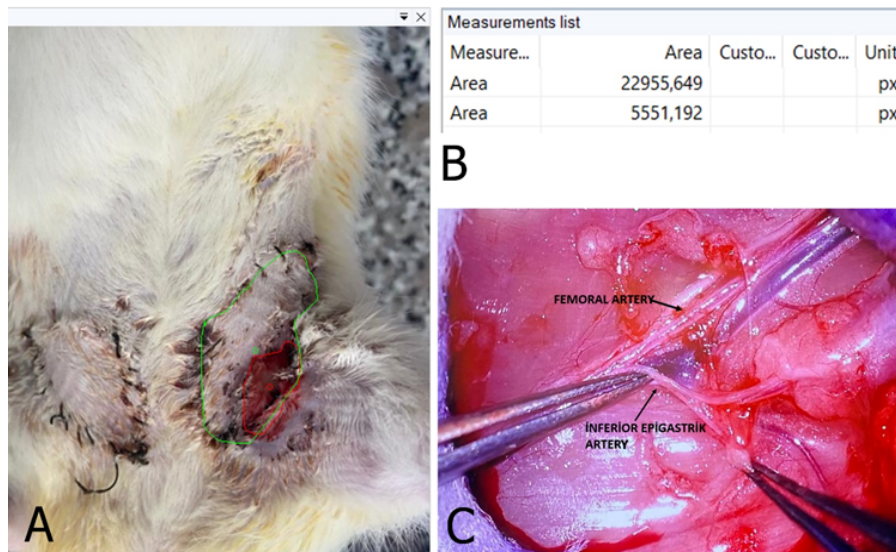 Measurements list
Measure... Area Custo... Custo... Unit
Area 22955,649 px
Area 5551,192 px
B
FEMORAL ARTERY
İNFERİOR EPİGASTRİK
ARTERY
A
C